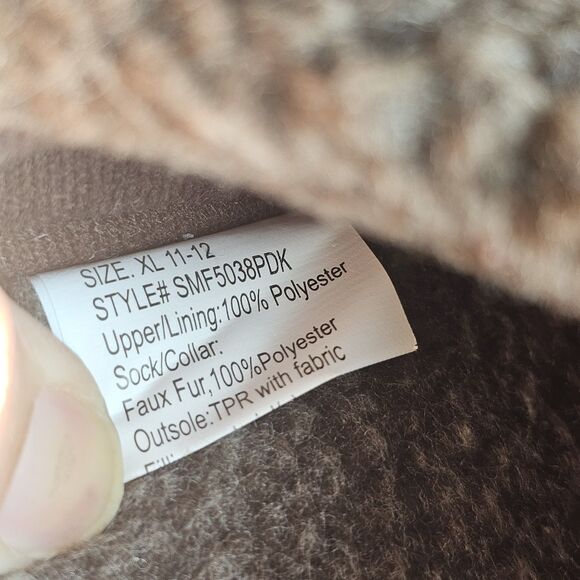 SIZE. XL 11-12
STYLE# SMF5038PDK
Upper/Lining:100% Polyester
Sock/Collar:
Faux Fur,100%Polyester
Outsole:TPR with fabric